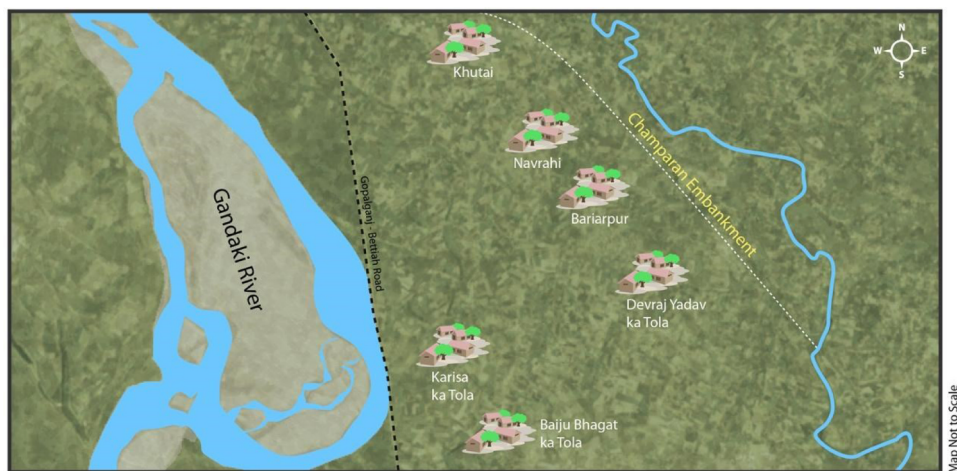 N
W E
S
Khutai
Navrahi
Bariarpur
Champaran Embankment
Gandaki River
Gopalganj - Bettiah Road
Devraj Yadav
ka Tola
Karisa
ka Tola
Baiju Bhagat
ka Tola
Map Not to Scale